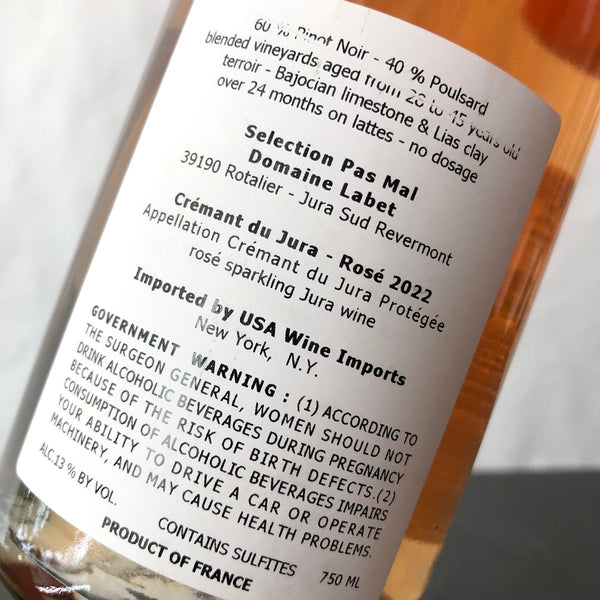 60 % Pinot Noir - 40 % Poulsard
blended vineyards aged from 20 to 45 years old
terroir - Bajocian limestone & Lias clay
over 24 months on lattes - no dosage
Selection Pas Mal
Domaine Labet
39190 Rotalier - Jura Sud Revermont
Crémant du Jura - Rosé 2022
Appellation Crémant du Jura Protégée
rosé sparkling Jura wine
Imported by USA Wine Imports
New York, N.Y.
GOVERNMENT WARNING : (1) ACCORDING TO
THE SURGEON GENERAL, WOMEN SHOULD NOT
DRINK ALCOHOLIC BEVERAGES DURING PREGNANCY
BECAUSE OF THE RISK OF BIRTH DEFECTS.(2)
CONSUMPTION OF ALCOHOLIC BEVERAGES IMPAIRS
YOUR ABILITY TO DRIVE A CAR OR OPERATE
MACHINERY, AND MAY CAUSE HEALTH PROBLEMS.
ALC.13 % BY VOL.
CONTAINS SULFITES 750 ML
PRODUCT OF FRANCE